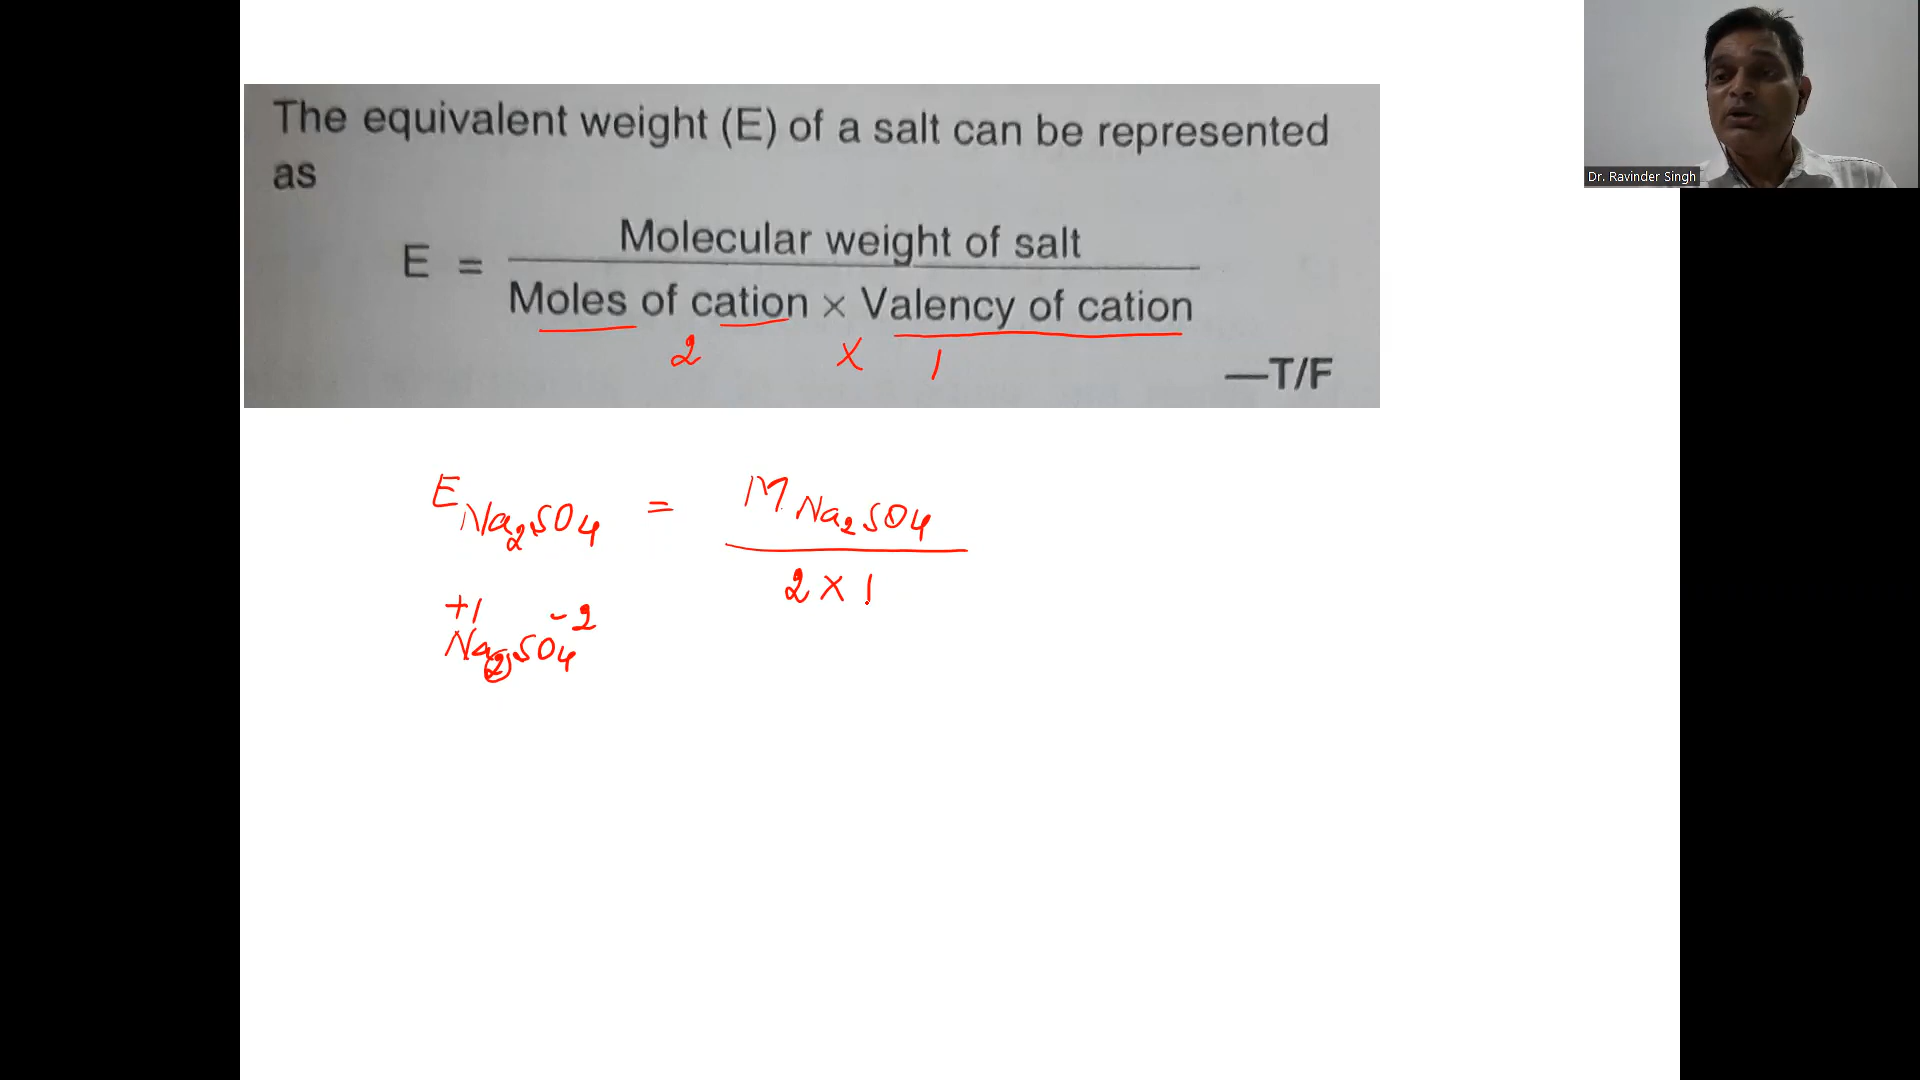 The equivalent weight (E) of a salt can be represented
as
E = Molecular weight of salt
Moles of cation × Valency of cation
2 × 1
—T/F
E Na2SO4 = M Na2SO4
2 × 1
+1 -2
Na2SO4
Dr. Ravinder Singh